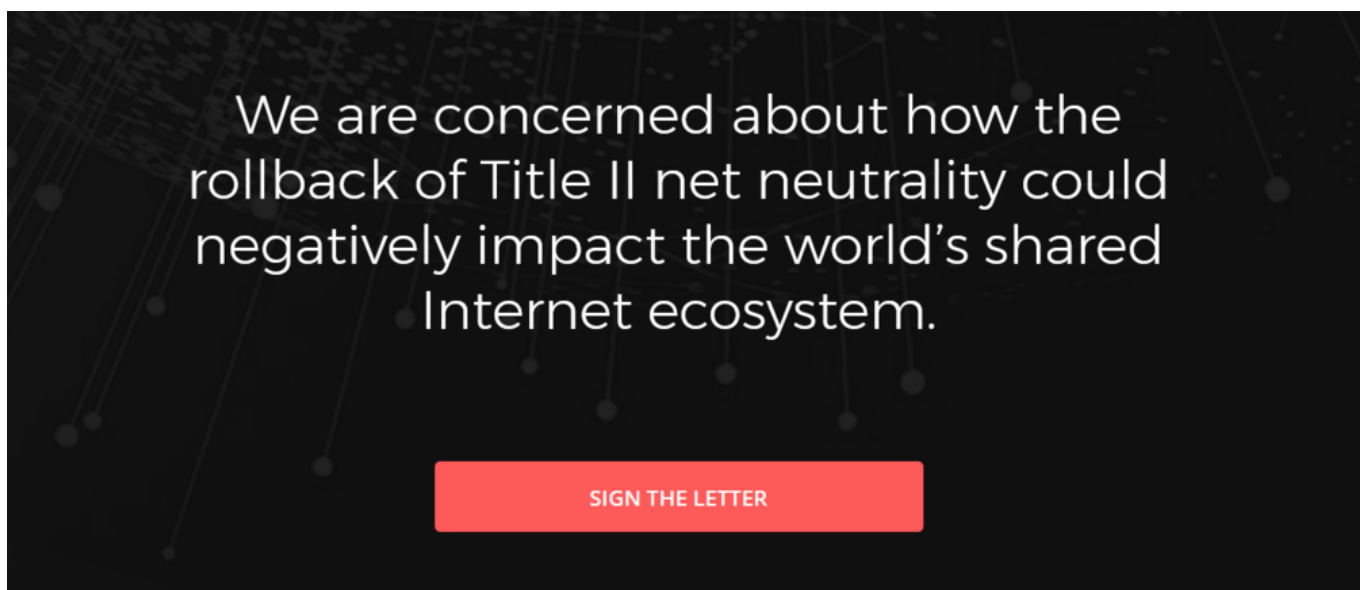 We are concerned about how the
rollback of Title II net neutrality could
negatively impact the world’s shared
Internet ecosystem.
SIGN THE LETTER